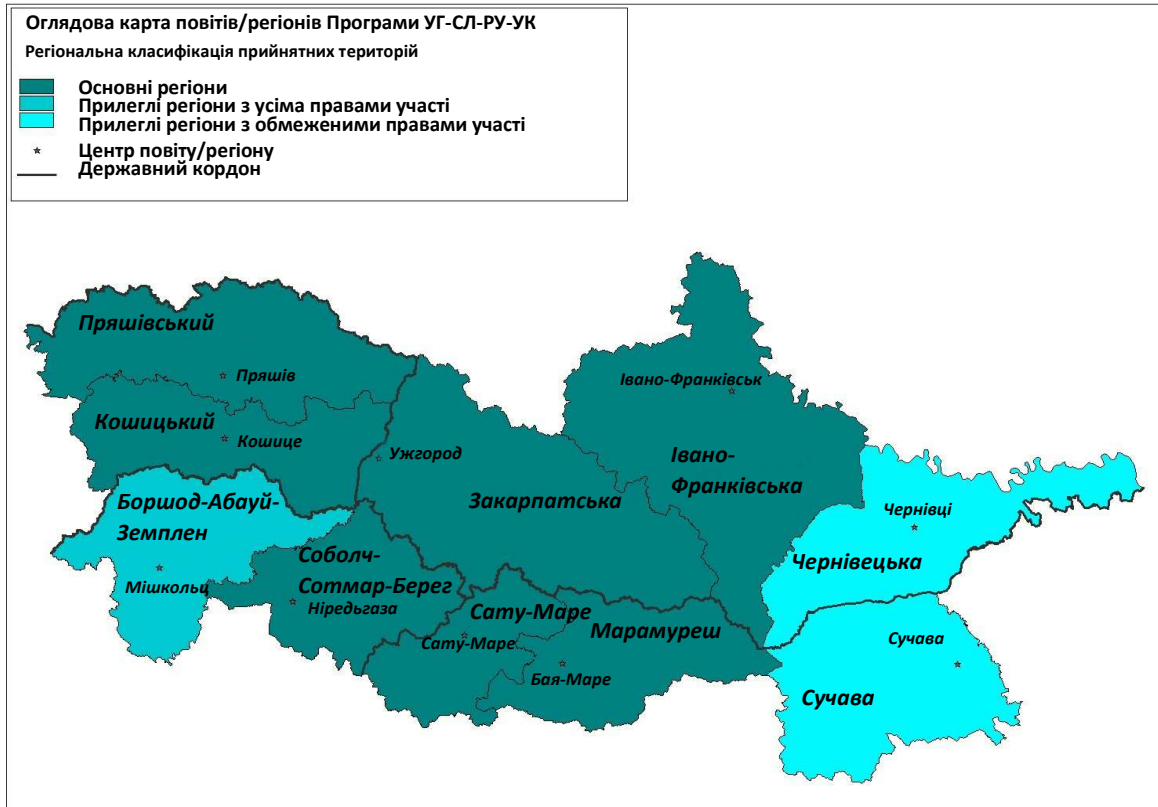 Оглядова карта повітів/регіонів Програми УГ-СЛ-РУ-УК
Регіональна класифікація прийнятних територій
Основні регіони
Прилеглі регіони з усіма правами участі
Прилеглі регіони з обмеженими правами участі
Центр повіту/регіону
Державний кордон
Пряшівський
Пряшів
Івано-Франківськ
Кошицький
Кошице
Ужгород
Івано-
Франківська
Закарпатська
Боршод-Абауй-
Земплен
Мішкольц
Чернівці
Чернівецька
Соболч-
Сотмар-Берег
Ніредьгаза
Сату-Маре
Сату-Маре
Марамуреш
Бая-Маре
Сучава
Сучава